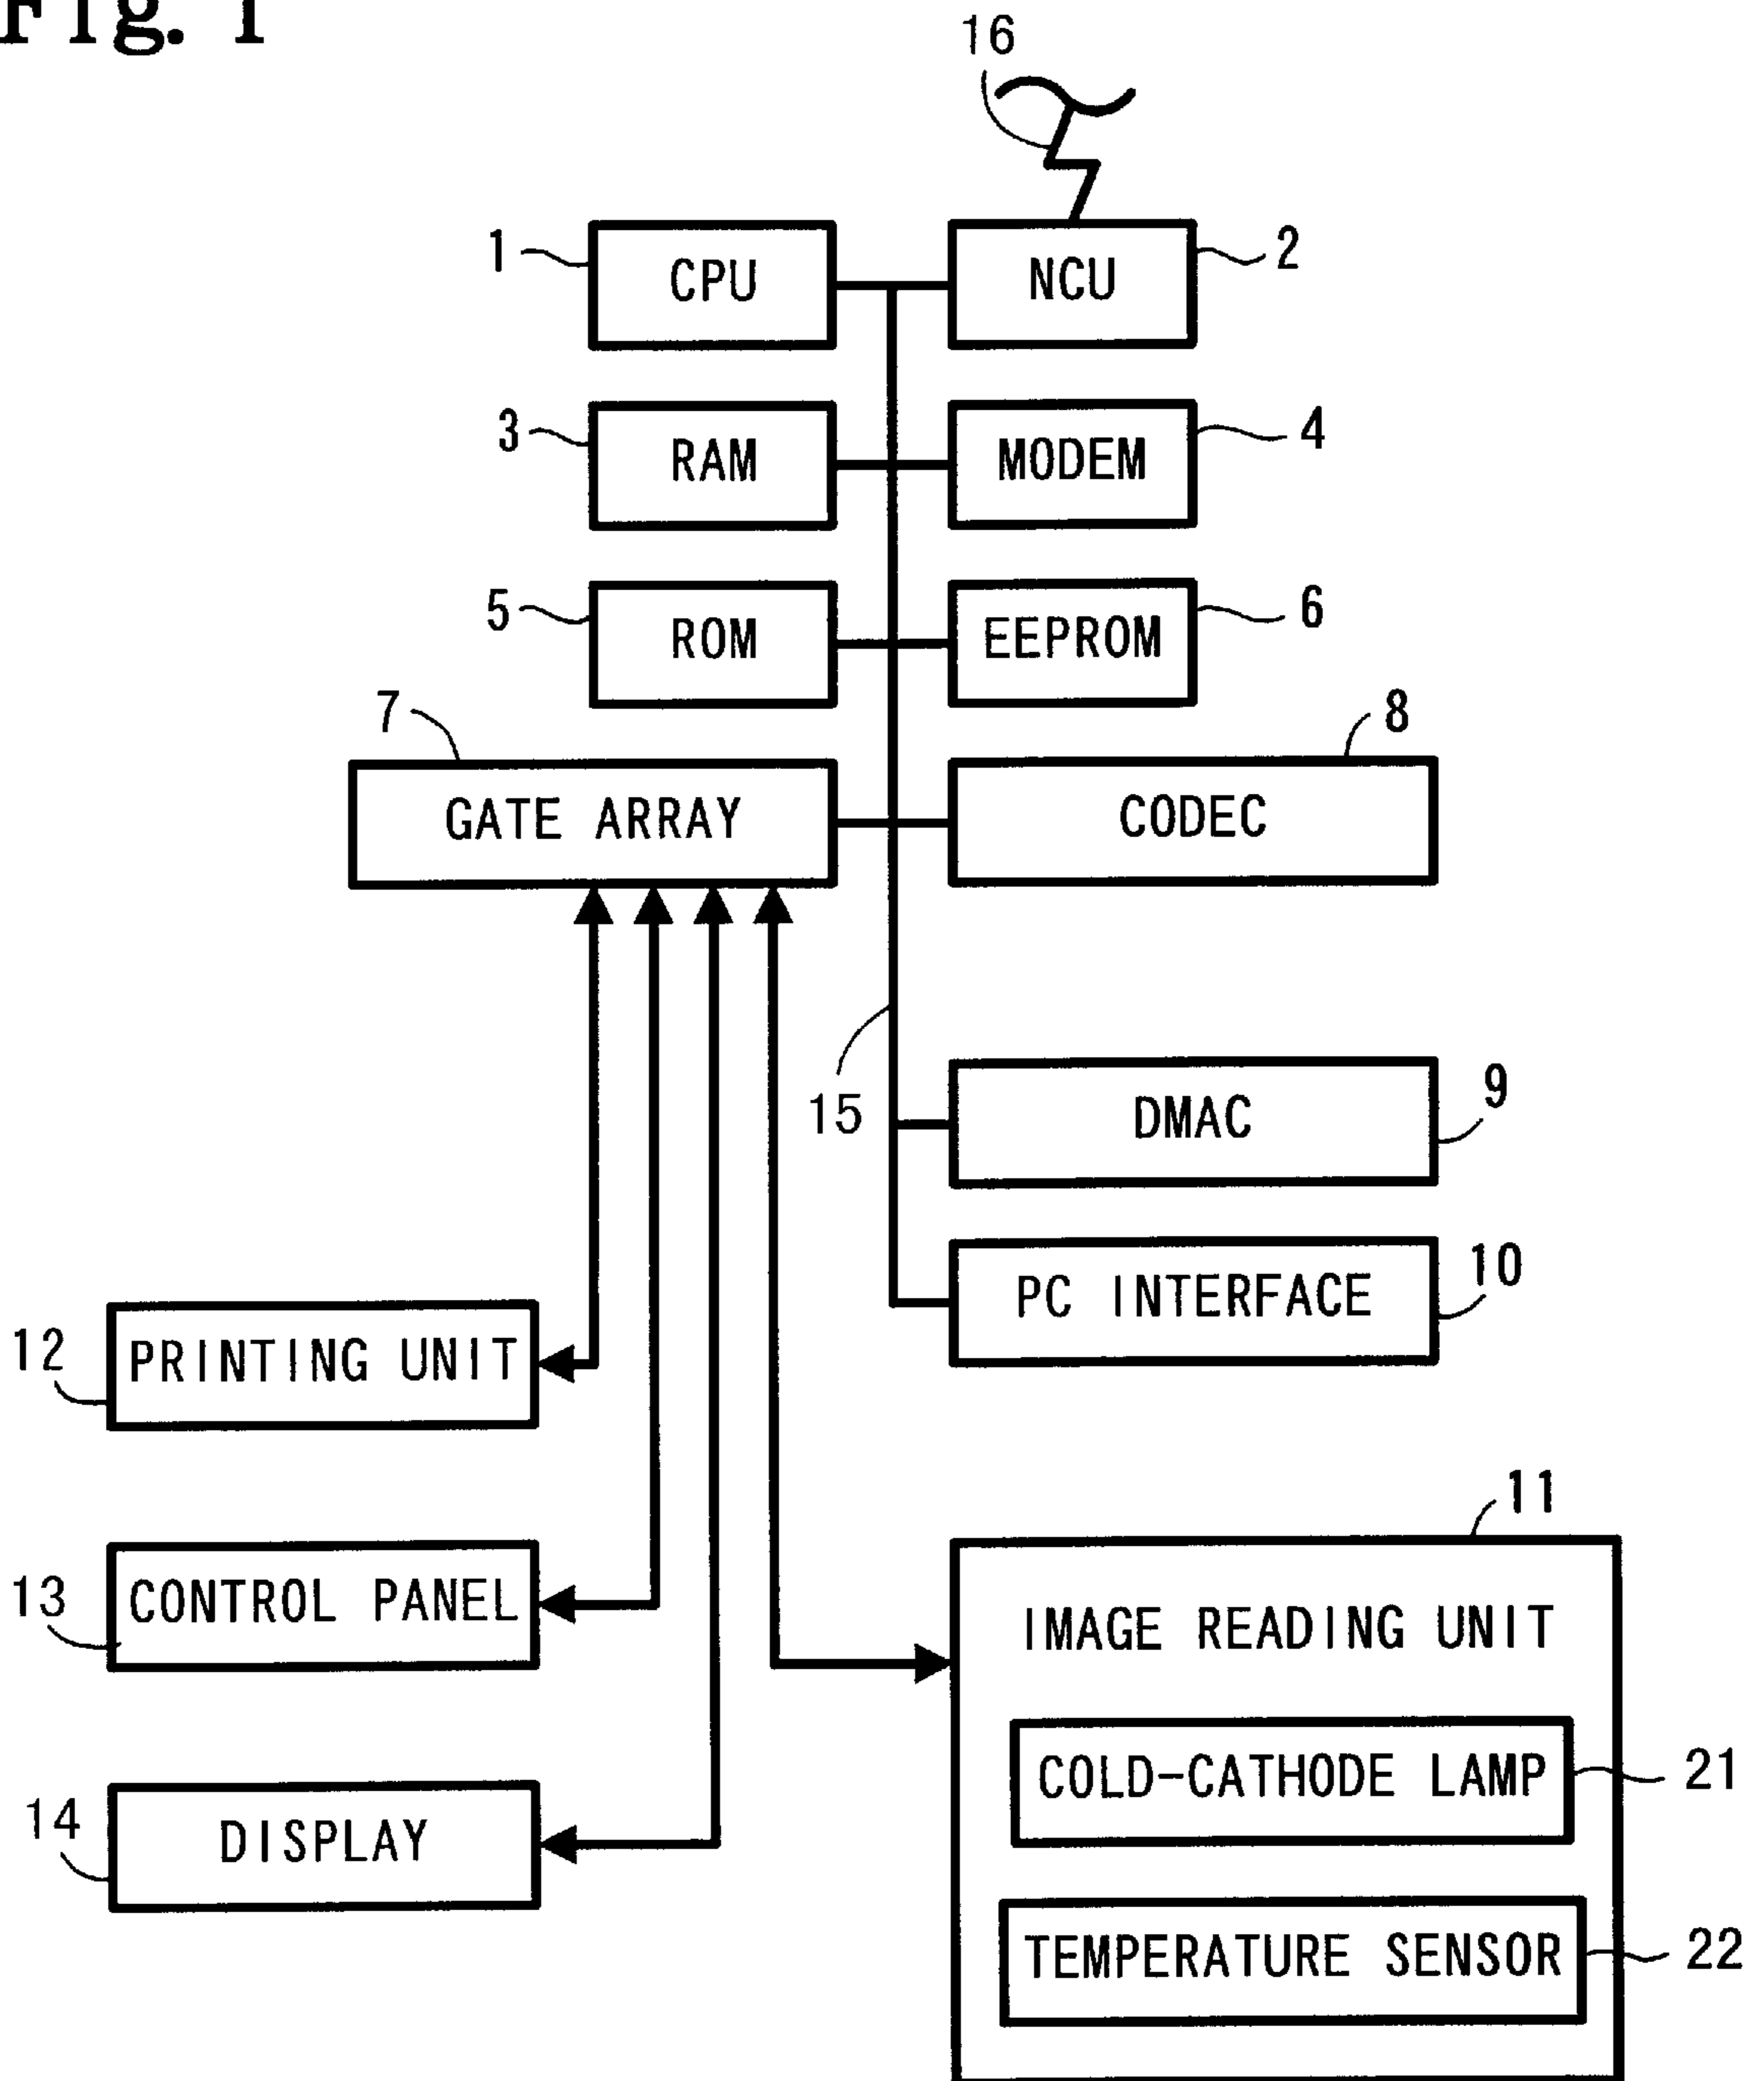 Fig. 1
16
1 CPU NCU 2
3 RAM MODEM 4
5 ROM EEPROM 6
7 8
GATE ARRAY CODEC
15 DMAC 9
PC INTERFACE 10
12 PRINTING UNIT
11
13 CONTROL PANEL IMAGE READING UNIT
COLD-CATHODE LAMP 21
14 DISPLAY
TEMPERATURE SENSOR 22